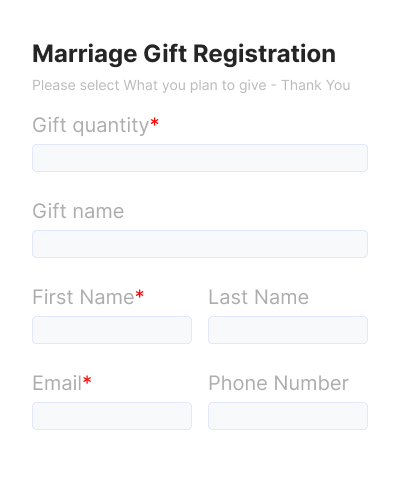 Marriage Gift Registration
Please select What you plan to give - Thank You
Gift quantity*
Gift name
First Name* Last Name
Email* Phone Number